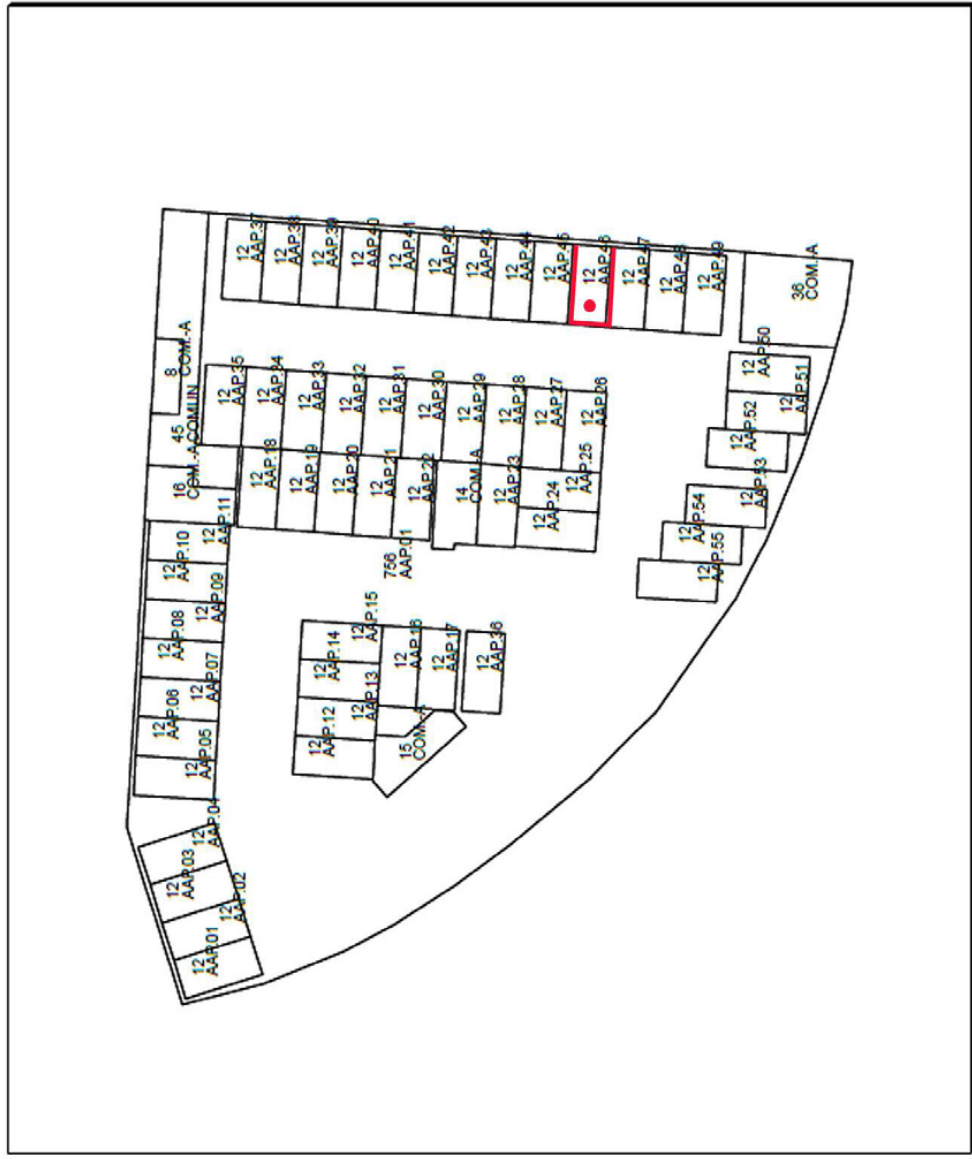 12
AAP.37
12
AAP.38
12
AAP.39
12
AAP.40
12
AAP.41
12
AAP.42
12
AAP.43
12
AAP.44
12
AAP.45
12
AAP.46
12
AAP.47
12
AAP.48
12
AAP.49
36
COM.-A
8
COM.-A
45
COMUN
16
COM.-A
12
AAP.35
12
AAP.34
12
AAP.33
12
AAP.32
12
AAP.31
12
AAP.30
12
AAP.29
12
AAP.28
12
AAP.27
12
AAP.26
12
AAP.18
12
AAP.19
12
AAP.20
12
AAP.21
12
AAP.22
14
COM.-A
12
AAP.23
12
AAP.24
12
AAP.25
12
AAP.50
12
AAP.51
12
AAP.52
12
AAP.53
12
AAP.54
12
AAP.55
756
AAP.01
12
AAP.11
12
AAP.10
12
AAP.09
12
AAP.08
12
AAP.07
12
AAP.06
12
AAP.05
12
AAP.04
12
AAP.03
12
AAP.02
12
AAP.01
12
AAP.15
12
AAP.14
12
AAP.13
12
AAP.12
12
AAP.16
12
AAP.17
12
AAP.36
15
COM.-A